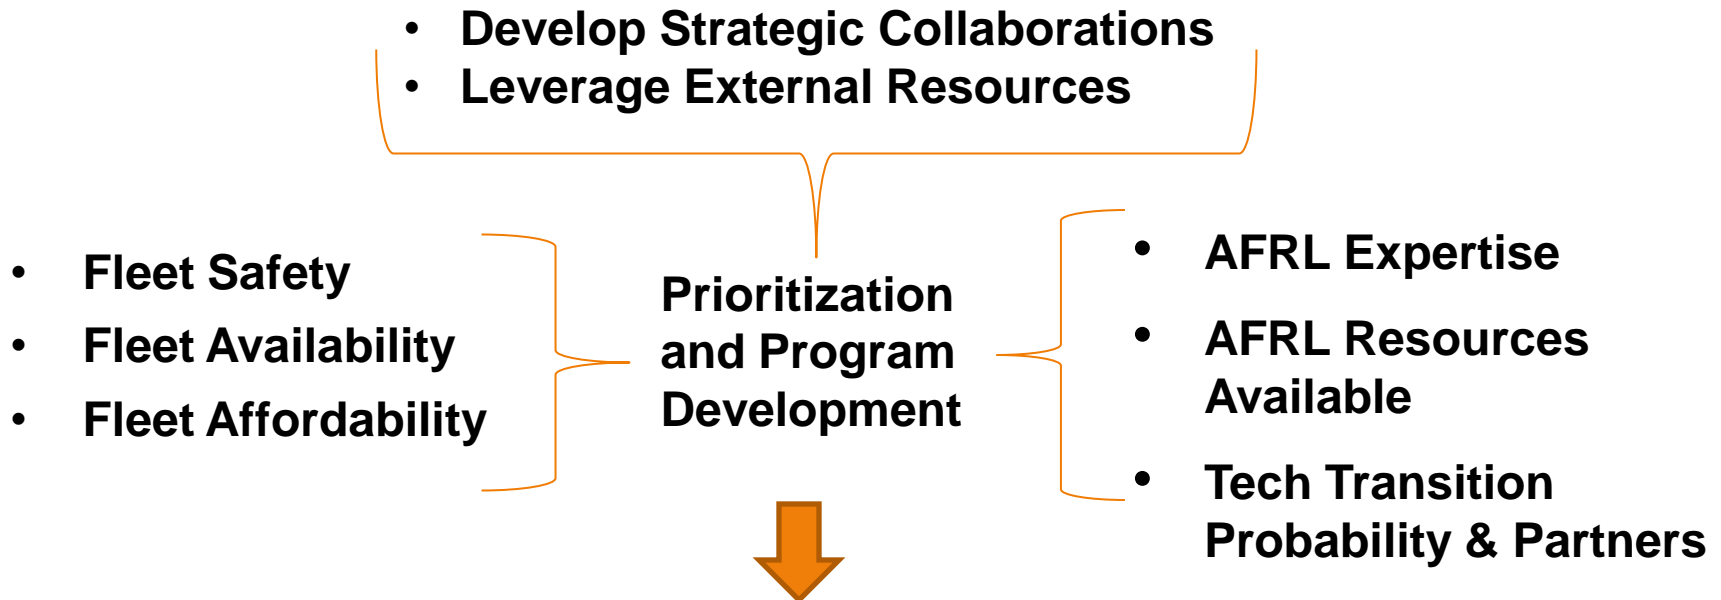 • Develop Strategic Collaborations
• Leverage External Resources
• Fleet Safety
• Fleet Availability
• Fleet Affordability
Prioritization
and Program
Development
• AFRL Expertise
• AFRL Resources
Available
• Tech Transition
Probability & Partners